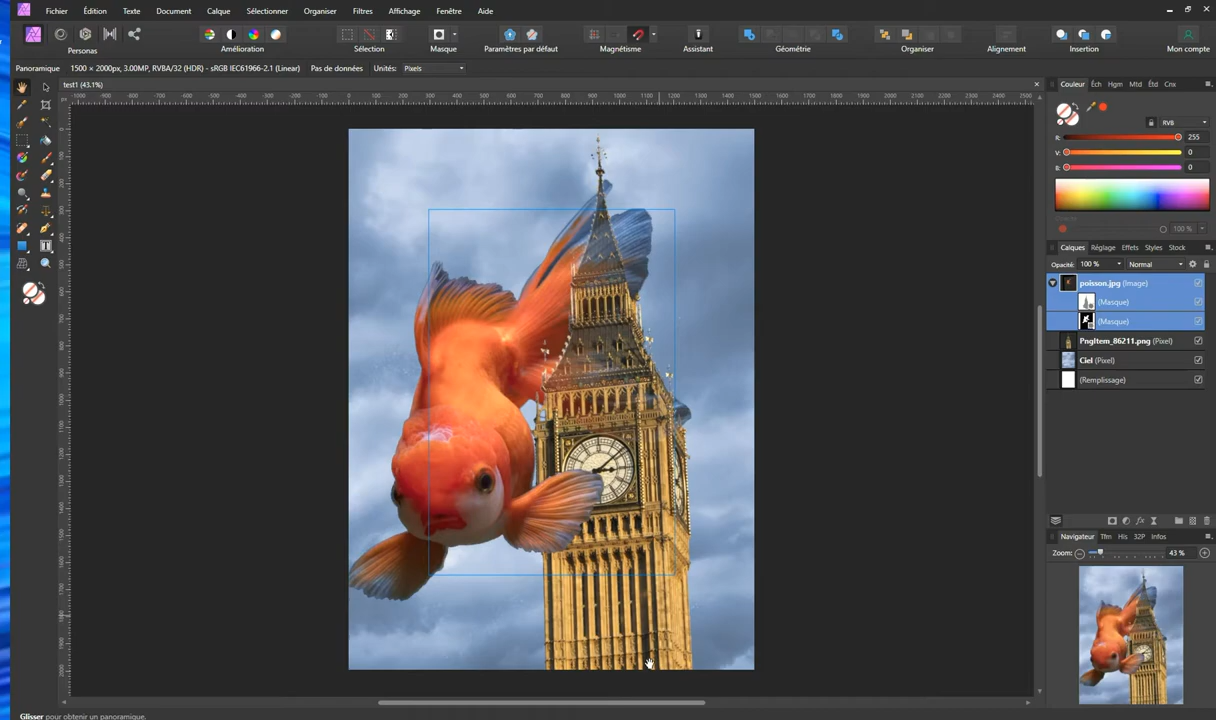 Fichier Édition Texte Document Calque Sélectionner Organiser Filtres Affichage Fenêtre Aide
Personas Amélioration Sélection Masque Paramètres par défaut Magnétisme Assistant Géométrie Organiser Alignement Insertion Mon compte
Panoramique 1500 × 2000px, 3.00MP, RVBA/32 (HDR) - sRGB IEC61966-2.1 (Linear) Pas de données Unités: Pixels
test1 (43.1%)
Couleur Éch Hgm Mtd Étd Cnx
RVB
R: 255
V: 0
B: 0
Opacité
100 %
Calques Réglage Effets Styles Stock
Opacité: 100 % Normal
poisson.jpg (Image)
(Masque)
(Masque)
PngItem_86211.png (Pixel)
Ciel (Pixel)
(Remplissage)
Navigateur Tfm His 32P Infos
Zoom: 43 %
Glisser pour obtenir un panoramique.